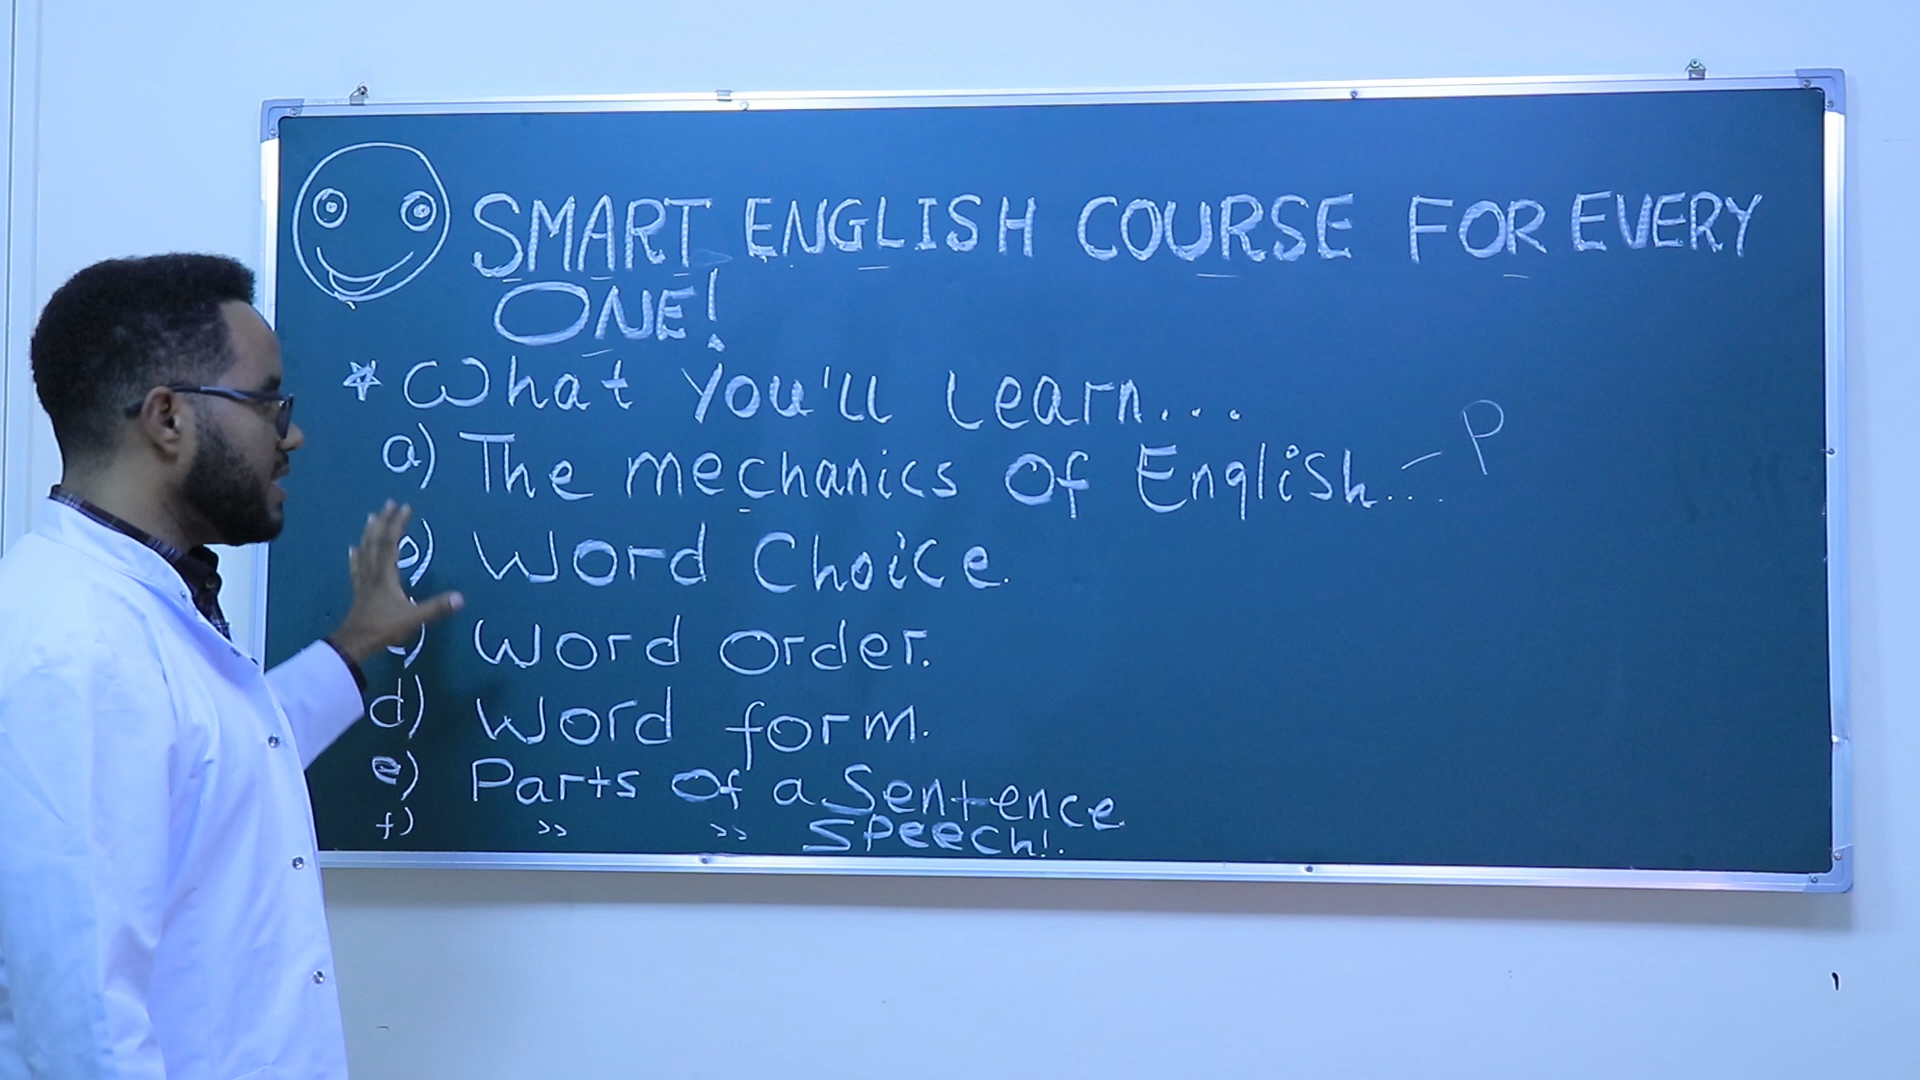 SMART ENGLISH COURSE FOR EVERY
ONE!
* What you'll Learn...
a) The mechanics of English... - P
b) Word Choice.
) Word order.
d) Word form.
e) Parts of a Sentence
f) >> >> SPEECH!.